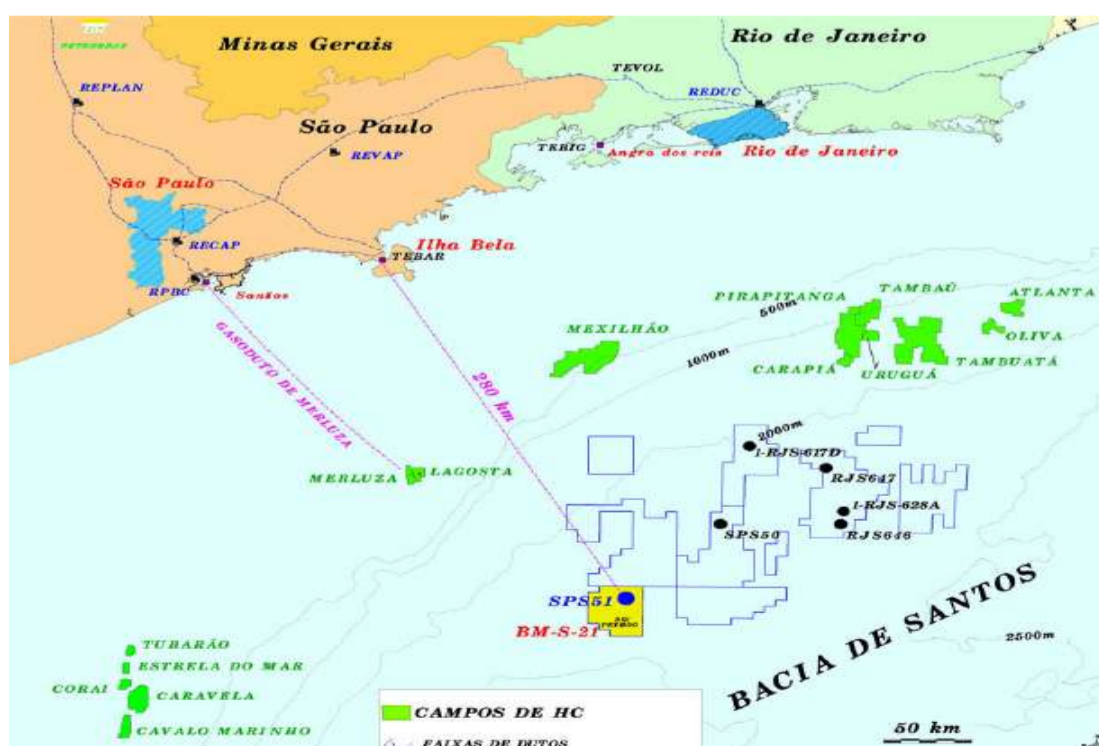 PETROBRAS
Minas Gerais
Rio de Janeiro
TEVOL
REPLAN
REDUC
São Paulo
REVAP
TEBIG
Angra dos reis
Rio de Janeiro
São Paulo
RECAP
Ilha Bela
TEBAR
RPBC
Santos
PIRAPITANGA
TAMBAÚ
ATLANTA
500m
MEXILHÃO
OLIVA
1000m
CARAPIÁ
URUGUÁ
TAMBUATÁ
GASODUTO DE MERLUZA
280 km
2000m
1-RJS-617D
MERLUZA
LAGOSTA
RJS647
1-RJS-628A
SPS50
RJS646
SPS51
BM-S-21
BACIA DE SANTOS
2500m
TUBARÃO
ESTRELA DO MAR
CORAI
CARAVELA
CAVALO MARINHO
CAMPOS DE HC
50 km
FAIXAS DE DUTOS